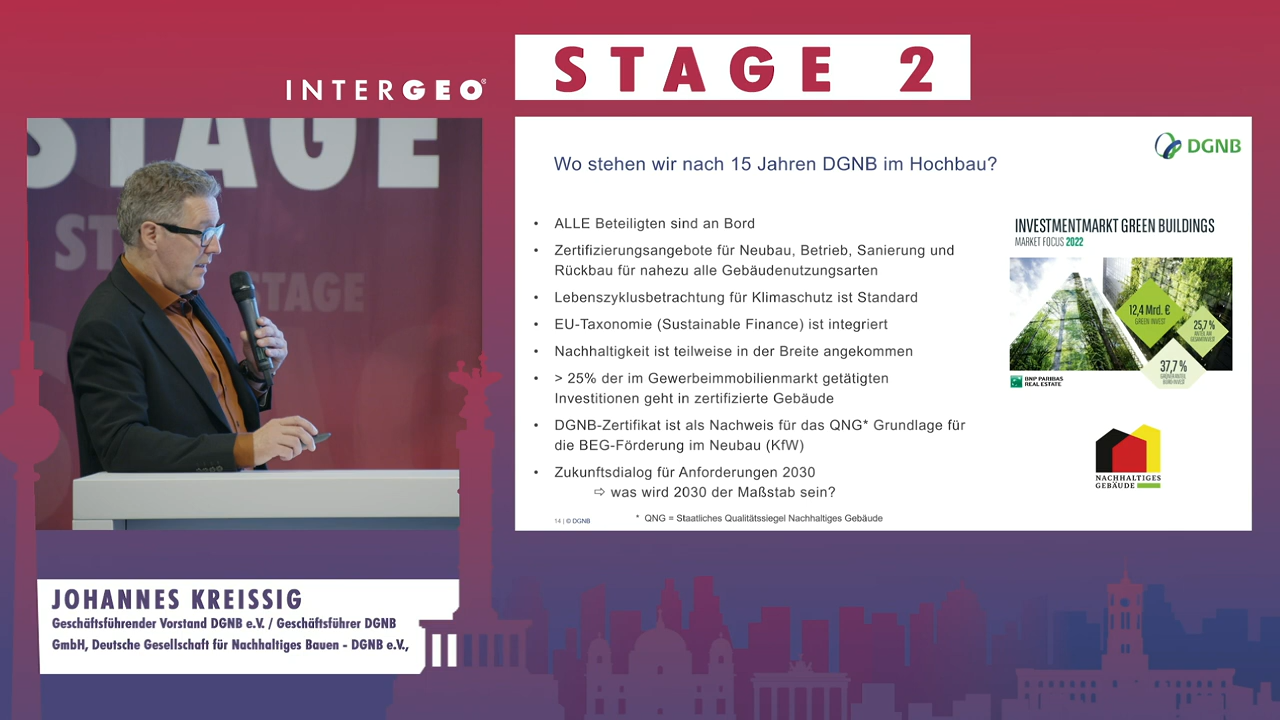 STAGE 2
INTERGEO®
STAGE
ST
STAGE
DGNB
Wo stehen wir nach 15 Jahren DGNB im Hochbau?
• ALLE Beteiligten sind an Bord
• Zertifizierungsangebote für Neubau, Betrieb, Sanierung und
Rückbau für nahezu alle Gebäudenutzungsarten
• Lebenszyklusbetrachtung für Klimaschutz ist Standard
• EU-Taxonomie (Sustainable Finance) ist integriert
• Nachhaltigkeit ist teilweise in der Breite angekommen
• > 25% der im Gewerbeimmobilienmarkt getätigten
Investitionen geht in zertifizierte Gebäude
• DGNB-Zertifikat ist als Nachweis für das QNG* Grundlage für
die BEG-Förderung im Neubau (KfW)
• Zukunftsdialog für Anforderungen 2030
⇨ was wird 2030 der Maßstab sein?
14 | © DGNB
* QNG = Staatliches Qualitätssiegel Nachhaltiges Gebäude
INVESTMENTMARKT GREEN BUILDINGS
MARKET FOCUS 2022
12,4 Mrd. €
GREEN INVEST
25,7 %
37,7 %
BNP PARIBAS
REAL ESTATE
NACHHALTIGES
GEBÄUDE
JOHANNES KREISSIG
Geschäftsführender Vorstand DGNB e.V. / Geschäftsführer DGNB
GmbH, Deutsche Gesellschaft für Nachhaltiges Bauen - DGNB e.V.,